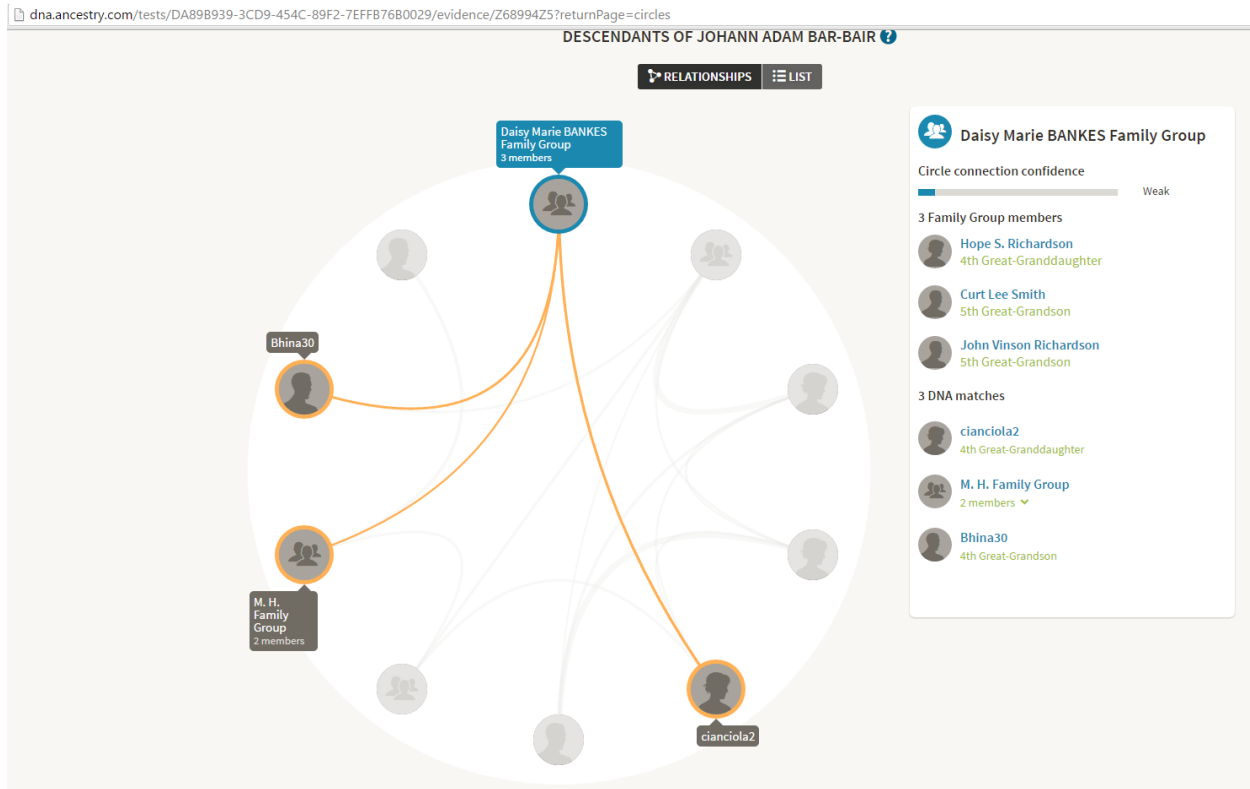 dna.ancestry.com/tests/DA89B939-3CD9-454C-89F2-7EFFB76B0029/evidence/Z68994Z5?returnPage=circles
DESCENDANTS OF JOHANN ADAM BAR-BAIR ?
RELATIONSHIPS LIST
Daisy Marie BANKES
Family Group
3 members
Bhina30
M. H.
Family
Group
2 members
cianciola2
Daisy Marie BANKES Family Group
Circle connection confidence
Weak
3 Family Group members
Hope S. Richardson
4th Great-Granddaughter
Curt Lee Smith
5th Great-Grandson
John Vinson Richardson
5th Great-Grandson
3 DNA matches
cianciola2
4th Great-Granddaughter
M. H. Family Group
2 members
Bhina30
4th Great-Grandson